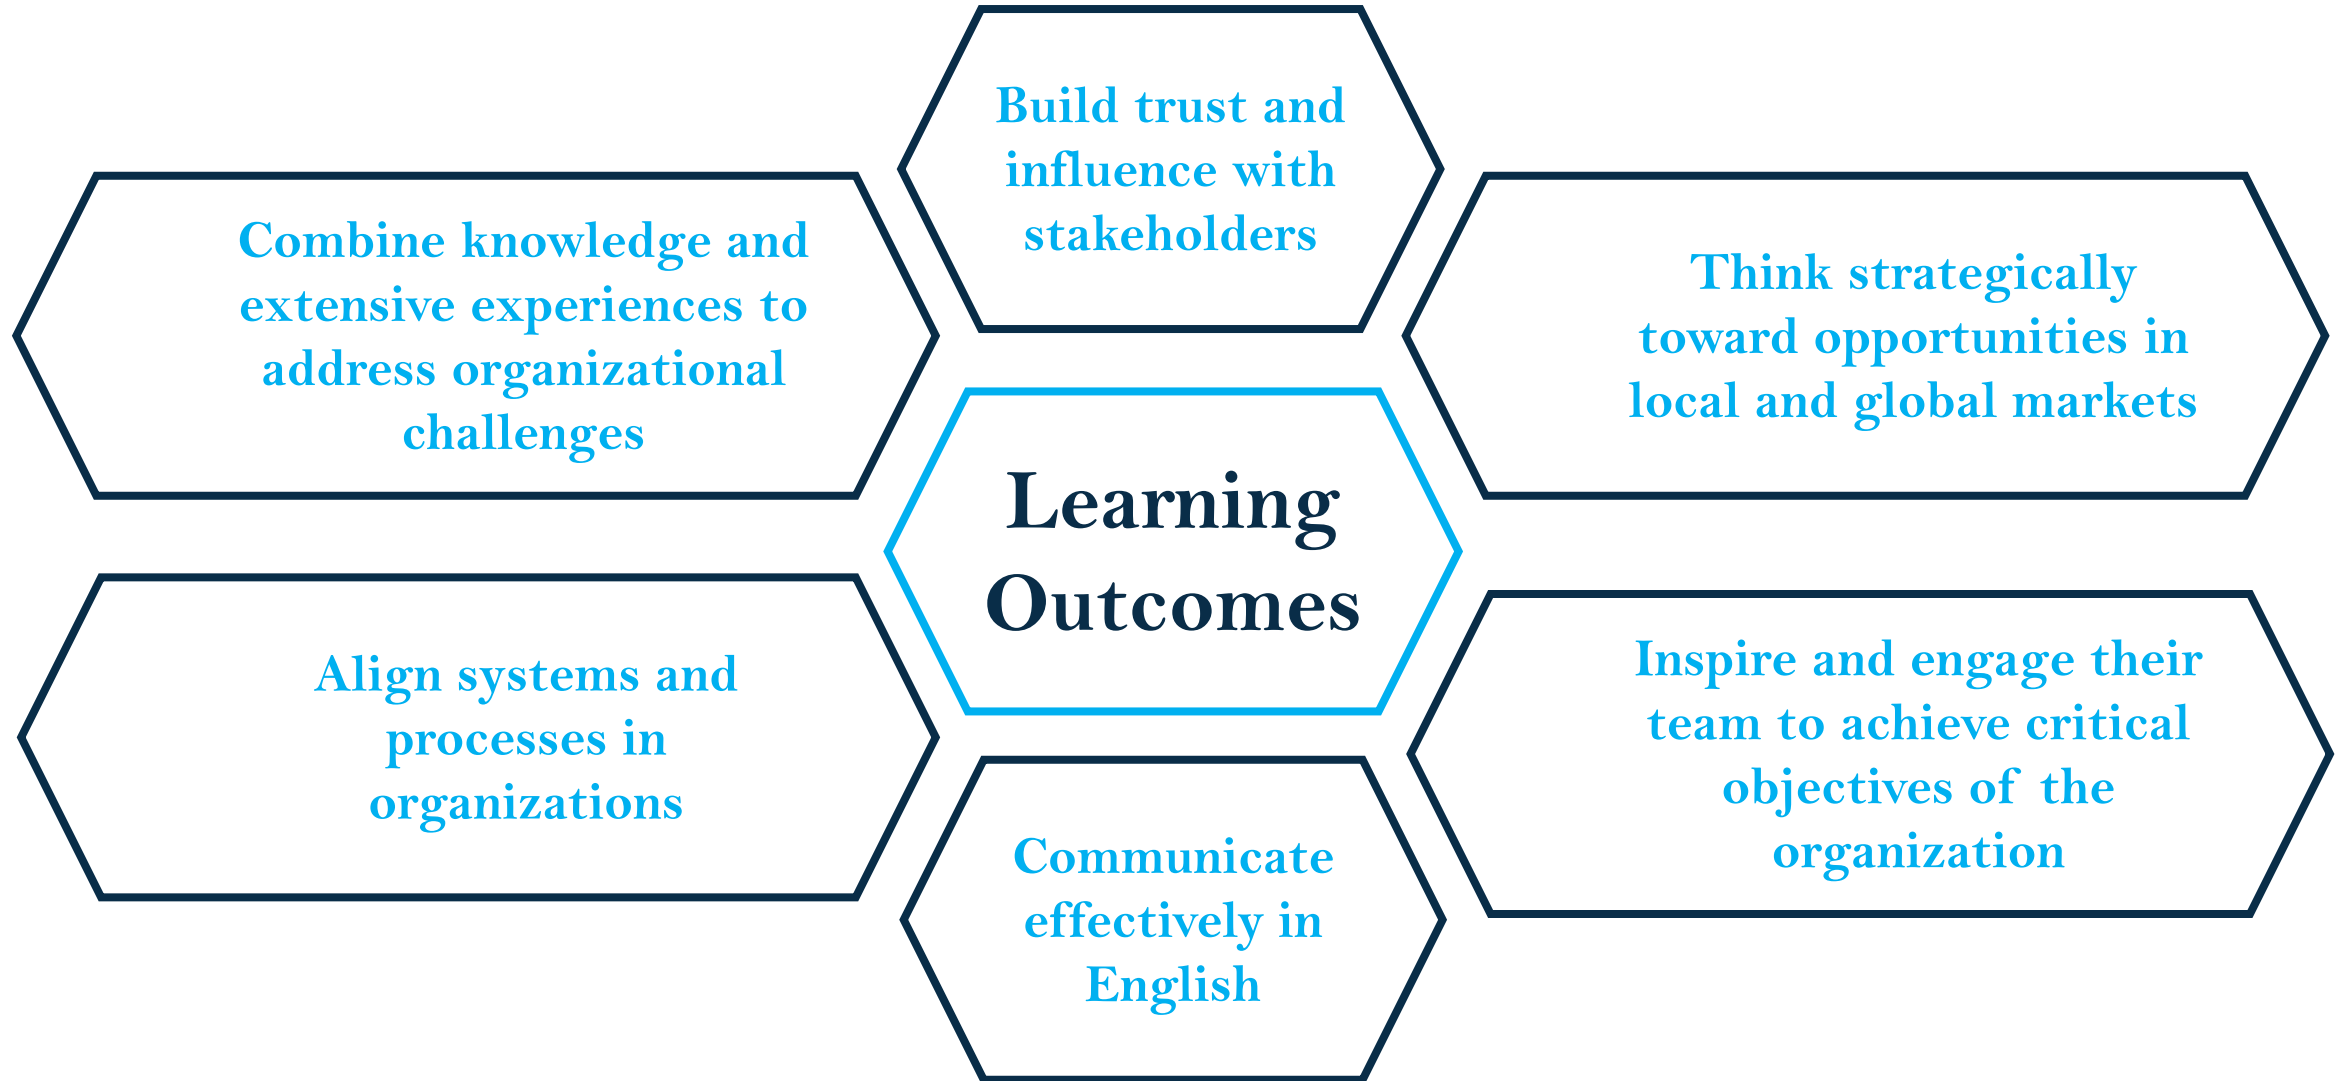 Build trust and
influence with
stakeholders
Combine knowledge and
extensive experiences to
address organizational
challenges
Think strategically
toward opportunities in
local and global markets
Learning
Outcomes
Align systems and
processes in
organizations
Inspire and engage their
team to achieve critical
objectives of the
organization
Communicate
effectively in
English